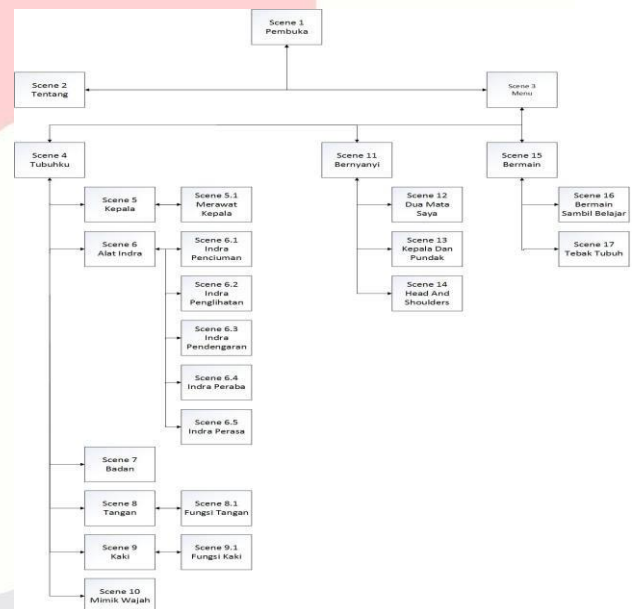 Scene 1
Pembuka
Scene 2
Tentang
Scene 3
Menu
Scene 4
Tubuhku
Scene 11
Bernyanyi
Scene 15
Bermain
Scene 5
Kepala
Scene 5.1
Merawat
Kepala
Scene 12
Dua Mata
Saya
Scene 16
Bermain
Sambil Belajar
Scene 6
Alat Indra
Scene 6.1
Indra
Penciuman
Scene 13
Kepala Dan
Pundak
Scene 17
Tebak Tubuh
Scene 6.2
Indra
Penglihatan
Scene 14
Head And
Shoulders
Scene 6.3
Indra
Pendengaran
Scene 6.4
Indra Peraba
Scene 6.5
Indra Perasa
Scene 7
Badan
Scene 8
Tangan
Scene 8.1
Fungsi Tangan
Scene 9
Kaki
Scene 9.1
Fungsi Kaki
Scene 10
Mimik Wajah